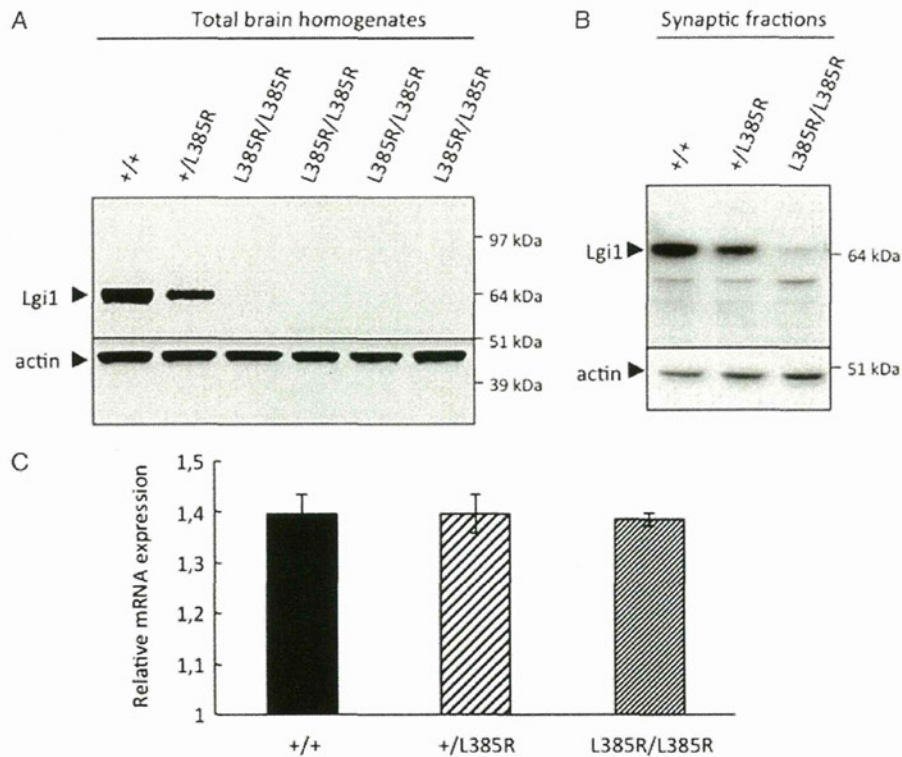 A
Total brain homogenates
+/+
+/L385R
L385R/L385R
L385R/L385R
L385R/L385R
L385R/L385R
97 kDa
Lgi1
64 kDa
51 kDa
actin
39 kDa
B
Synaptic fractions
+/+
+/L385R
L385R/L385R
Lgi1
64 kDa
actin
51 kDa
C
Relative mRNA expression
1,5
1,4
1,3
1,2
1,1
1
+/+
+/L385R
L385R/L385R